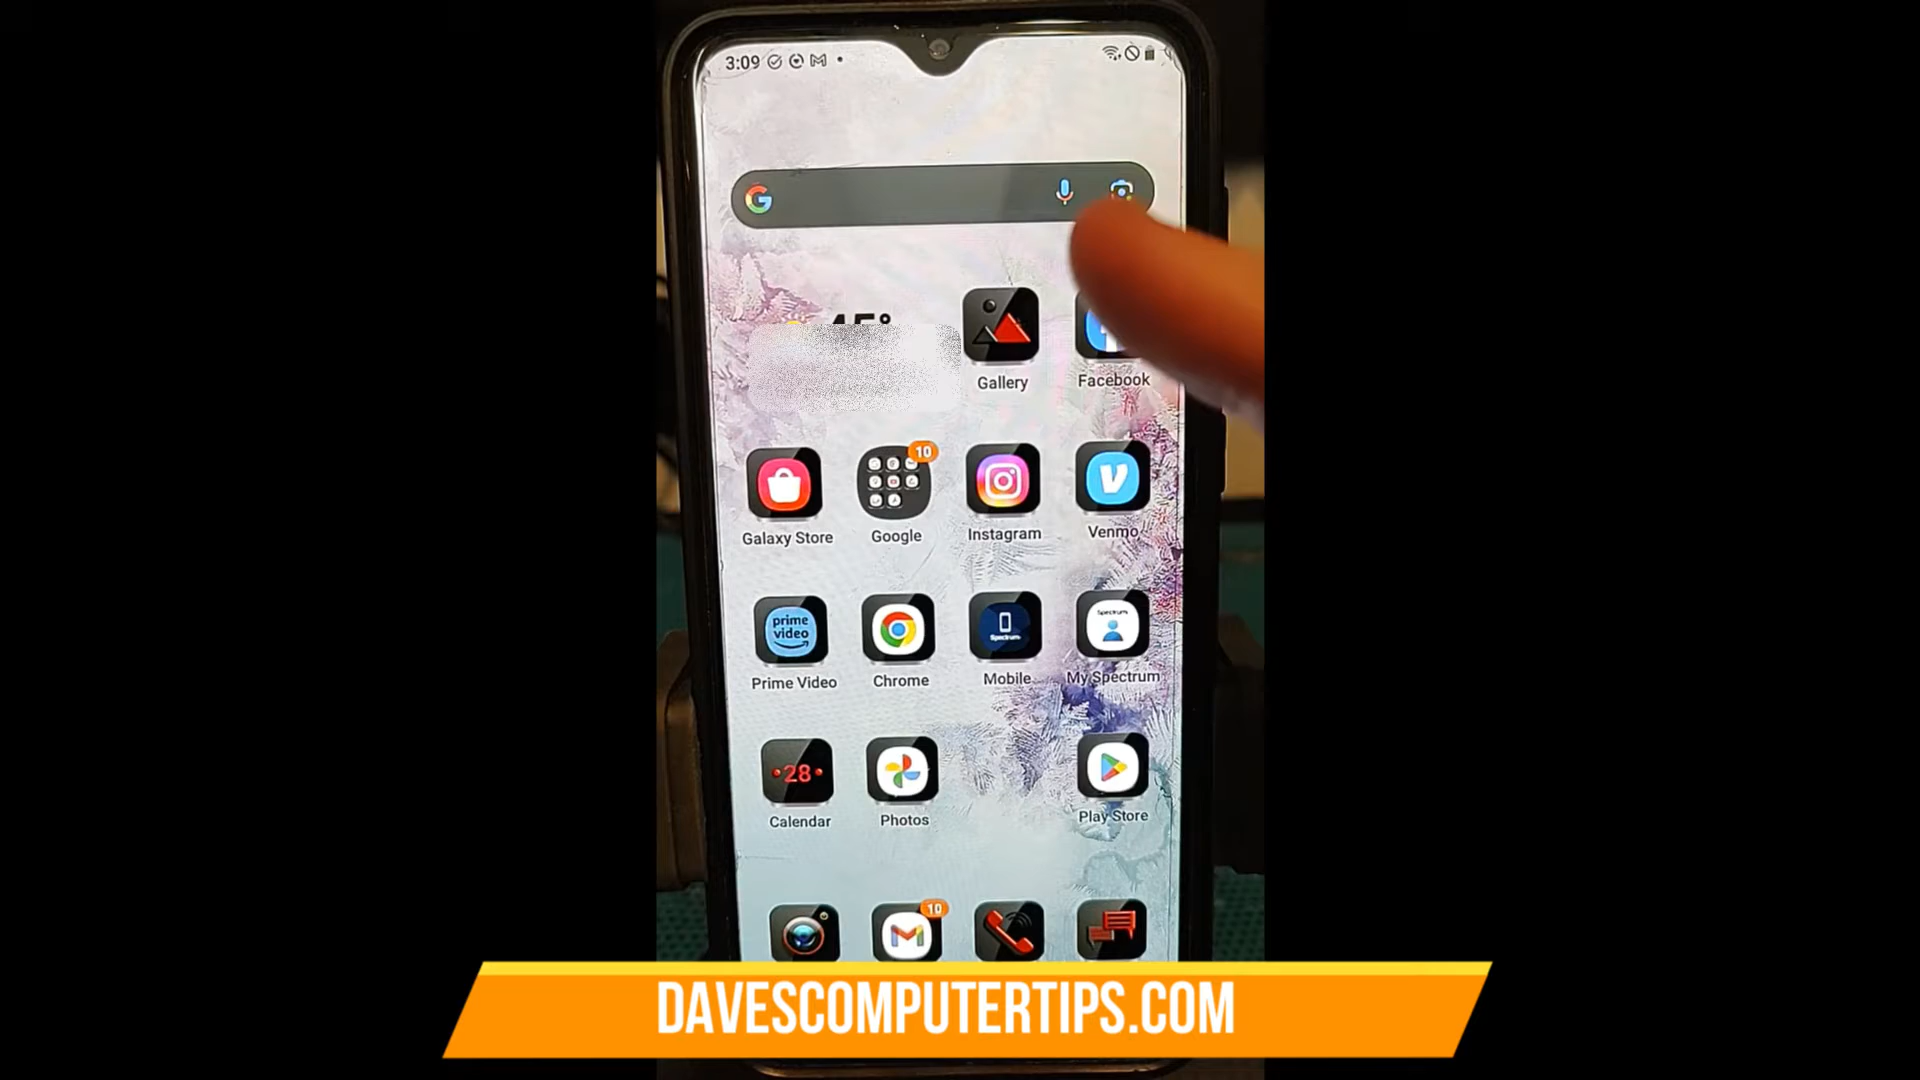 3:09
45°
Gallery
Facebook
10
Galaxy Store
Google
Instagram
Venmo
prime
video
Spectrum
Spectrum
Prime Video
Chrome
Mobile
My Spectrum
28
Calendar
Photos
Play Store
10
DAVESCOMPUTERTIPS.COM